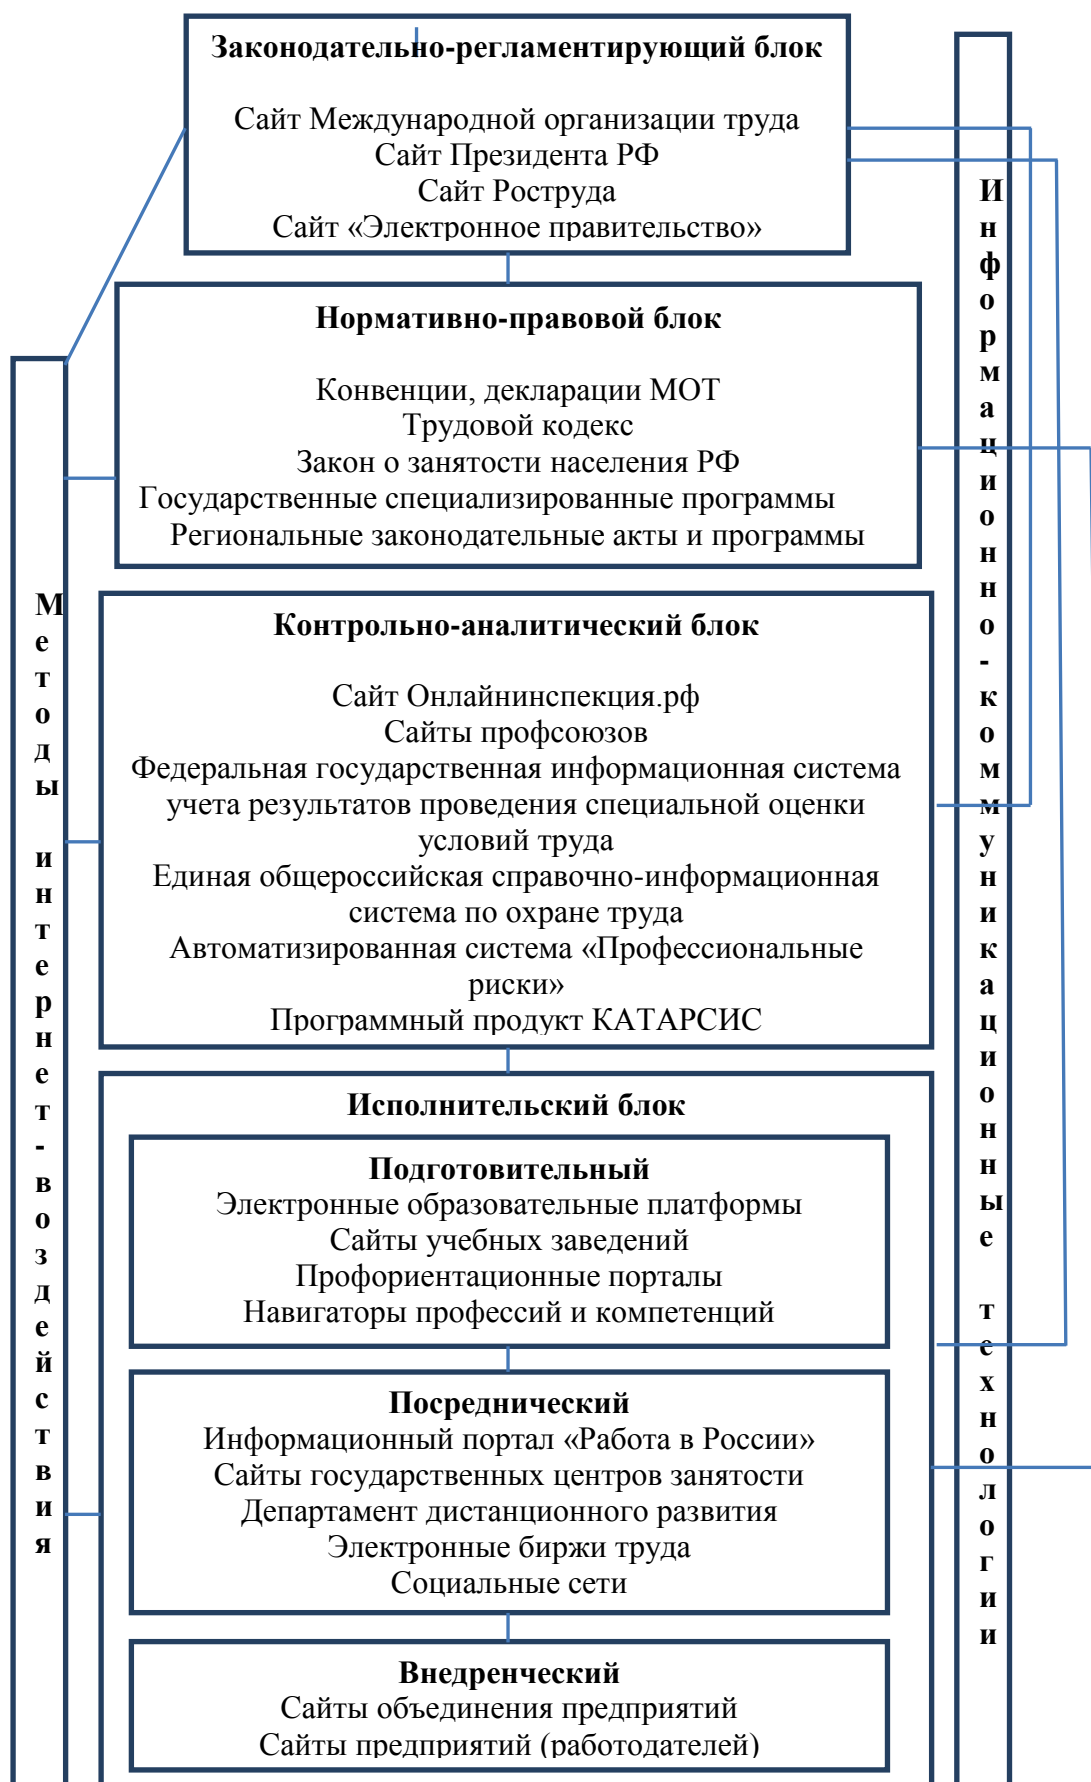 Законодательно-регламентирующий блок
Сайт Международной организации труда
Сайт Президента РФ
Сайт Роструда
Сайт «Электронное правительство»
Нормативно-правовой блок
Конвенции, декларации МОТ
Трудовой кодекс
Закон о занятости населения РФ
Государственные специализированные программы
Региональные законодательные акты и программы
Контрольно-аналитический блок
Сайт Онлайнинспекция.рф
Сайты профсоюзов
Федеральная государственная информационная система
учета результатов проведения специальной оценки
условий труда
Единая общероссийская справочно-информационная
система по охране труда
Автоматизированная система «Профессиональные
риски»
Программный продукт КАТАРСИС
Исполнительский блок
Подготовительный
Электронные образовательные платформы
Сайты учебных заведений
Профориентационные порталы
Навигаторы профессий и компетенций
Посреднический
Информационный портал «Работа в России»
Сайты государственных центров занятости
Департамент дистанционного развития
Электронные биржи труда
Социальные сети
Внедренческий
Сайты объединения предприятий
Сайты предприятий (работодателей)
Методы интернет-воздействия
Информационно-коммуникационные технологии